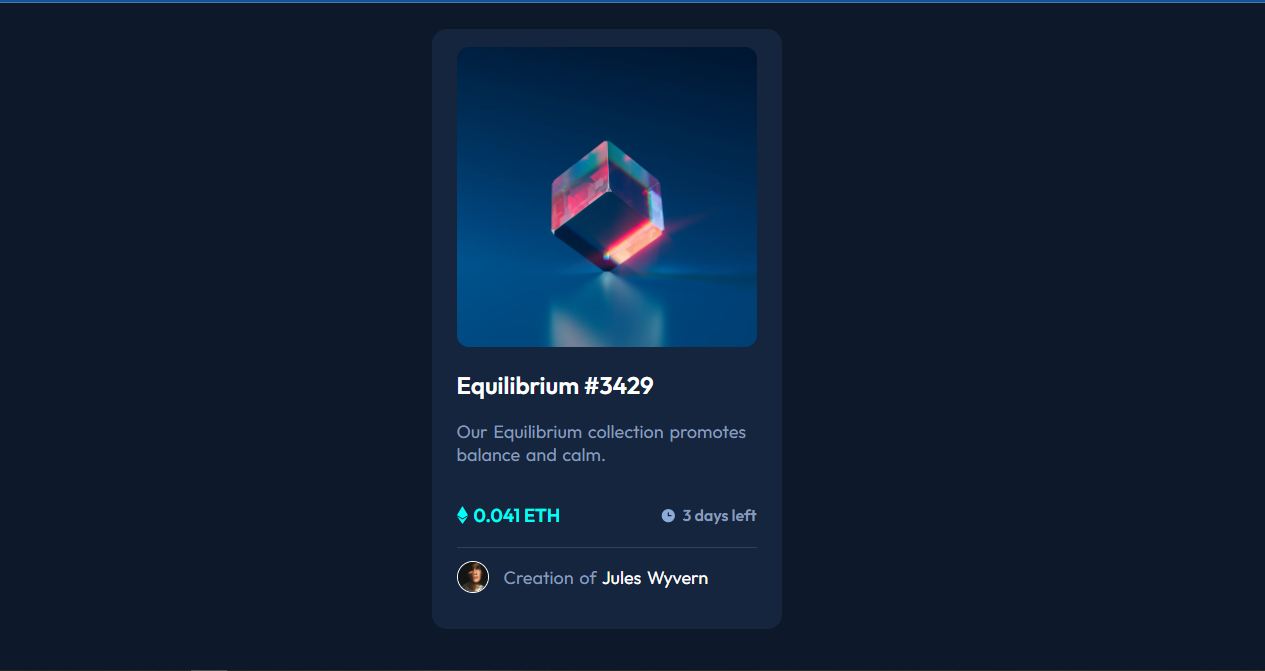 Equilibrium #3429
Our Equilibrium collection promotes
balance and calm.
0.041 ETH
3 days left
Creation of Jules Wyvern